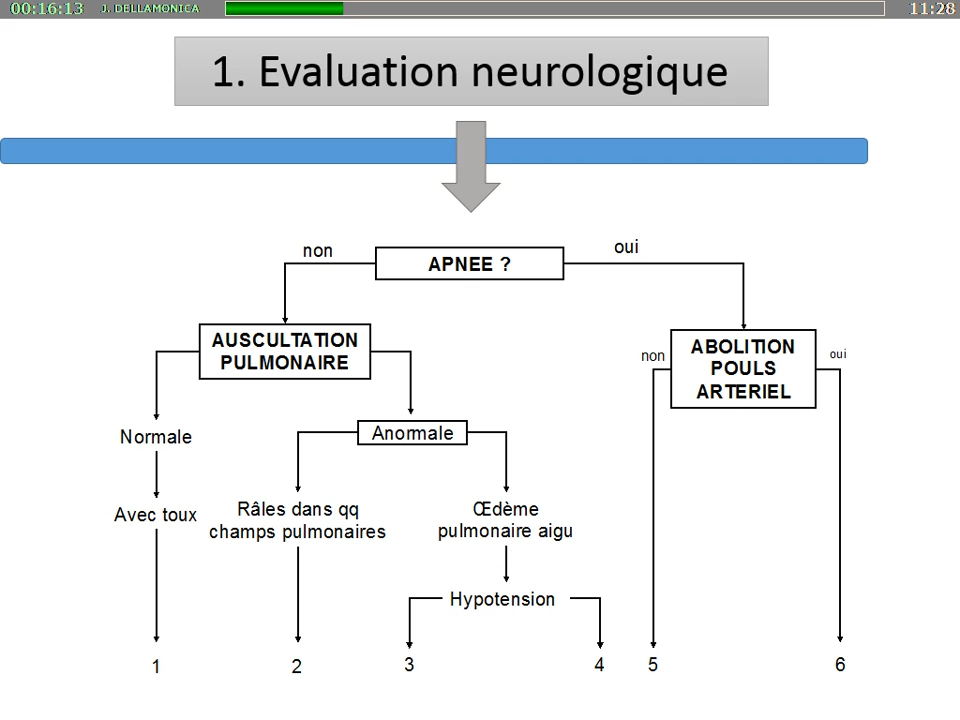 00:16:13 J. DELLAMONICA 11:28
1. Evaluation neurologique
non
APNEE ?
oui
AUSCULTATION
PULMONAIRE
non
ABOLITION
POULS
ARTERIEL
oui
Normale
Anormale
Avec toux
Râles dans qq
champs pulmonaires
Œdème
pulmonaire aigu
Hypotension
1
2
3
4
5
6